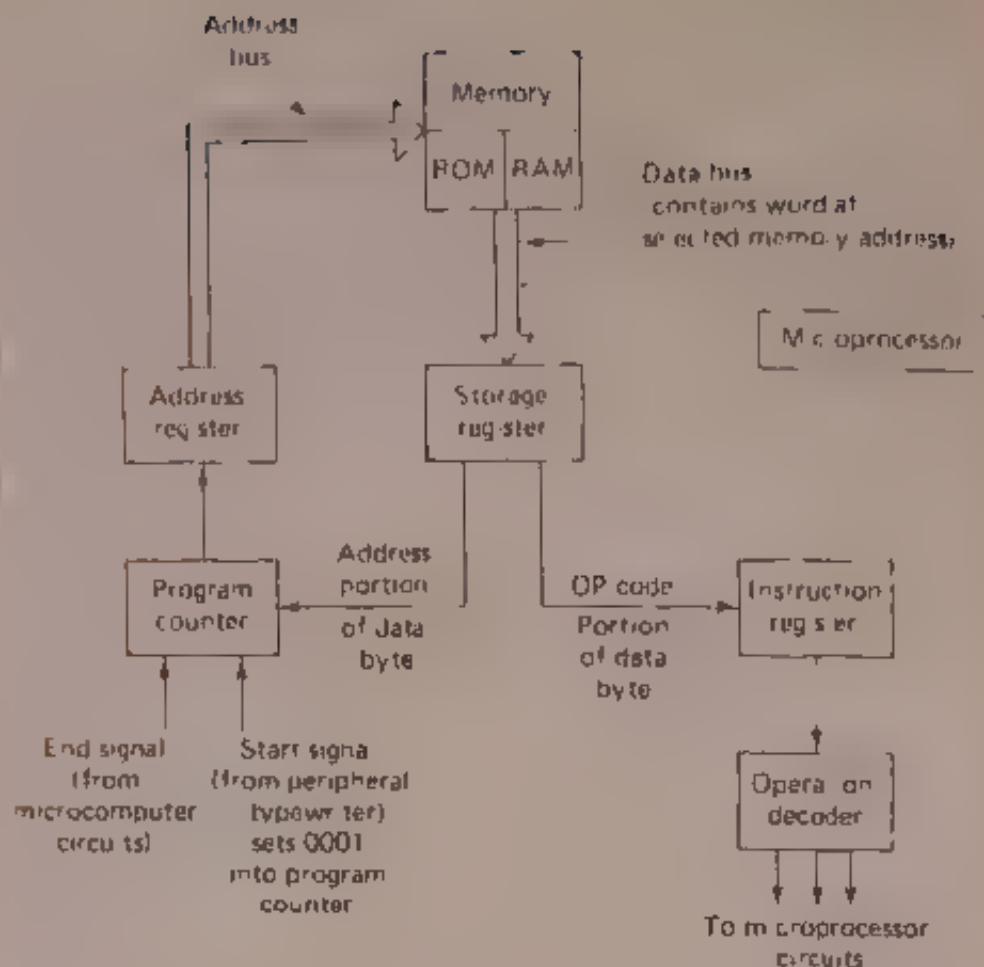 Address
bus
Memory
ROM RAM
Data bus
contains word at
selected memory address
Microprocessor
Address
register
Storage
register
Program
counter
Address
portion
of data
byte
OP code
Portion
of data
byte
Instruction
register
End signal
(from
microcomputer
circuits)
Start signal
(from peripheral
typewriter)
sets 0001
into program
counter
Operation
decoder
To microprocessor
circuits